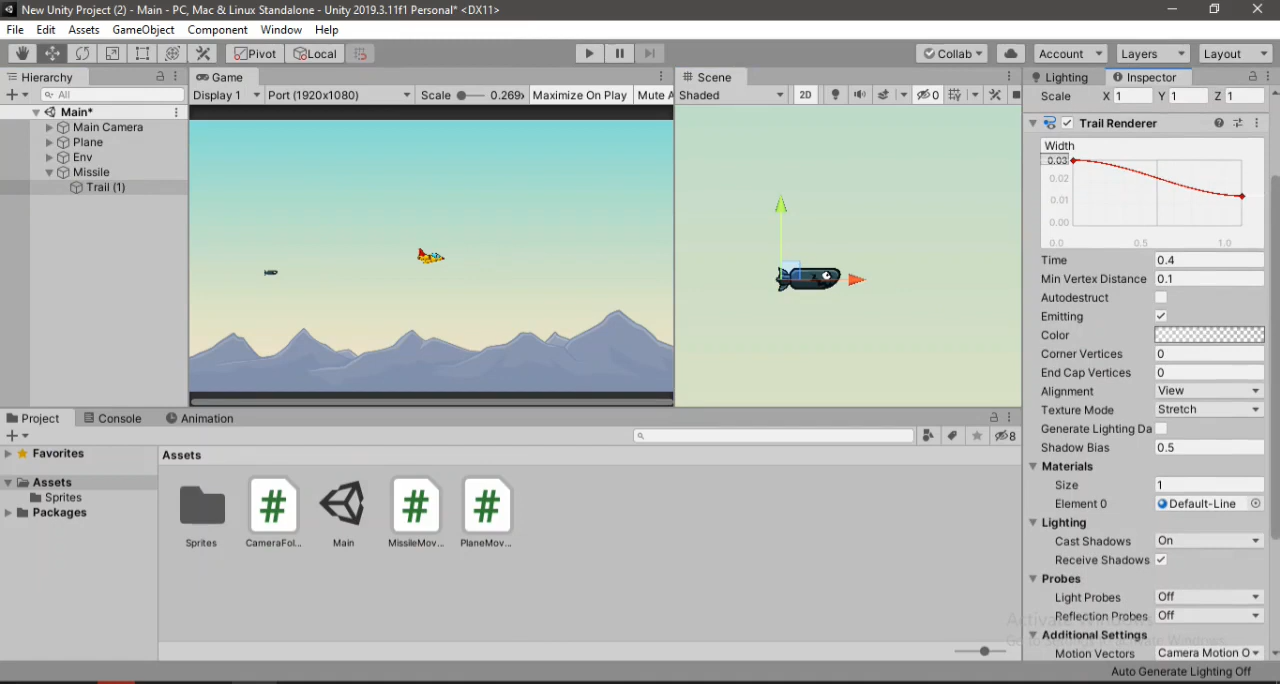 New Unity Project (2) - Main - PC, Mac & Linux Standalone - Unity 2019.3.11f1 Personal* <DX11>
File Edit Assets GameObject Component Window Help
Pivot Local Collab Account Layers Layout
Hierarchy
All
Main*
Main Camera
Plane
Env
Missile
Trail (1)
Game
Display 1 Port (1920x1080) Scale 0.269x Maximize On Play Mute A
Scene
Shaded 2D 0
Lighting Inspector
Scale X 1 Y 1 Z 1
Trail Renderer
Width
0.03
0.02
0.01
0.00
0.0 0.5 1.0
Time 0.4
Min Vertex Distance 0.1
Autodestruct
Emitting
Color
Corner Vertices 0
End Cap Vertices 0
Alignment View
Texture Mode Stretch
Generate Lighting Da
Shadow Bias 0.5
Materials
Size 1
Element 0 Default-Line
Lighting
Cast Shadows On
Receive Shadows
Probes
Light Probes Off
Reflection Probes Off
Additional Settings
Motion Vectors Camera Motion O
Auto Generate Lighting Off
Project Console Animation
8
Favorites
Assets
Sprites
Packages
Assets
Sprites CameraFol... Main MissileMov... PlaneMov...
Activate Windows